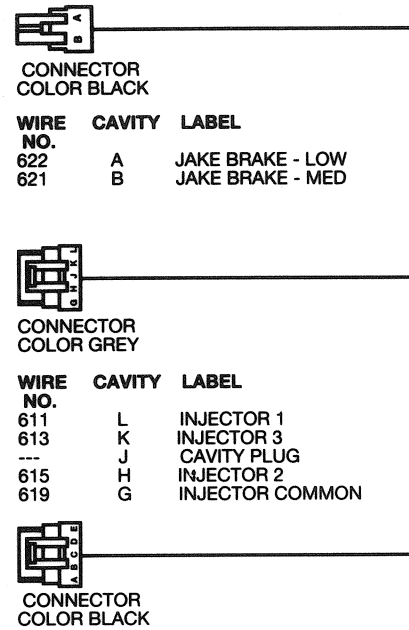 A
B
CONNECTOR
COLOR BLACK
WIRE CAVITY LABEL
NO.
622 A JAKE BRAKE - LOW
621 B JAKE BRAKE - MED
L
K
J
H
G
CONNECTOR
COLOR GREY
WIRE CAVITY LABEL
NO.
611 L INJECTOR 1
613 K INJECTOR 3
--- J CAVITY PLUG
615 H INJECTOR 2
619 G INJECTOR COMMON
E
D
C
B
A
CONNECTOR
COLOR BLACK